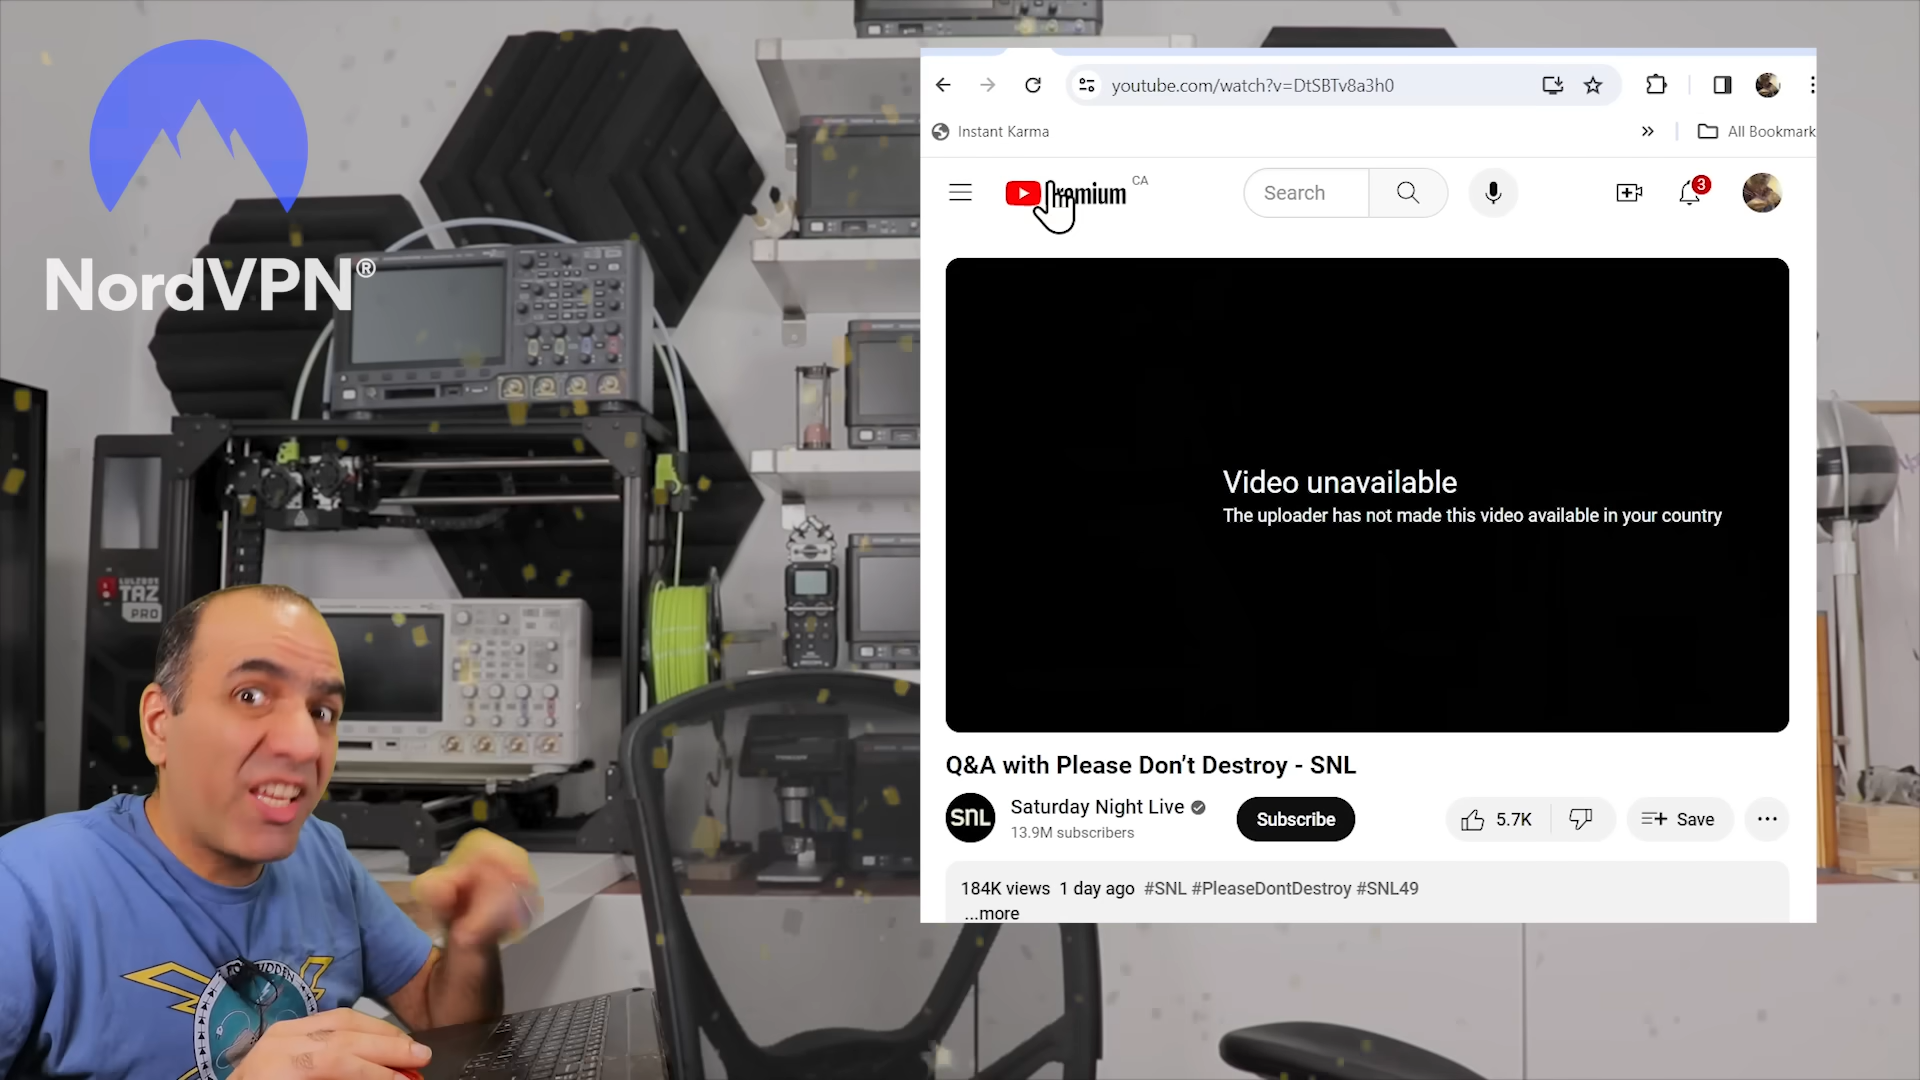 NordVPN®
LULZBOT
TAZ
PRO
FORBIDDEN
youtube.com/watch?v=DtSBTv8a3h0
Instant Karma
All Bookmark
Premium
CA
Search
3
Video unavailable
The uploader has not made this video available in your country
Q&A with Please Don't Destroy - SNL
SNL
Saturday Night Live
13.9M subscribers
Subscribe
5.7K
Save
184K views 1 day ago #SNL #PleaseDontDestroy #SNL49
...more